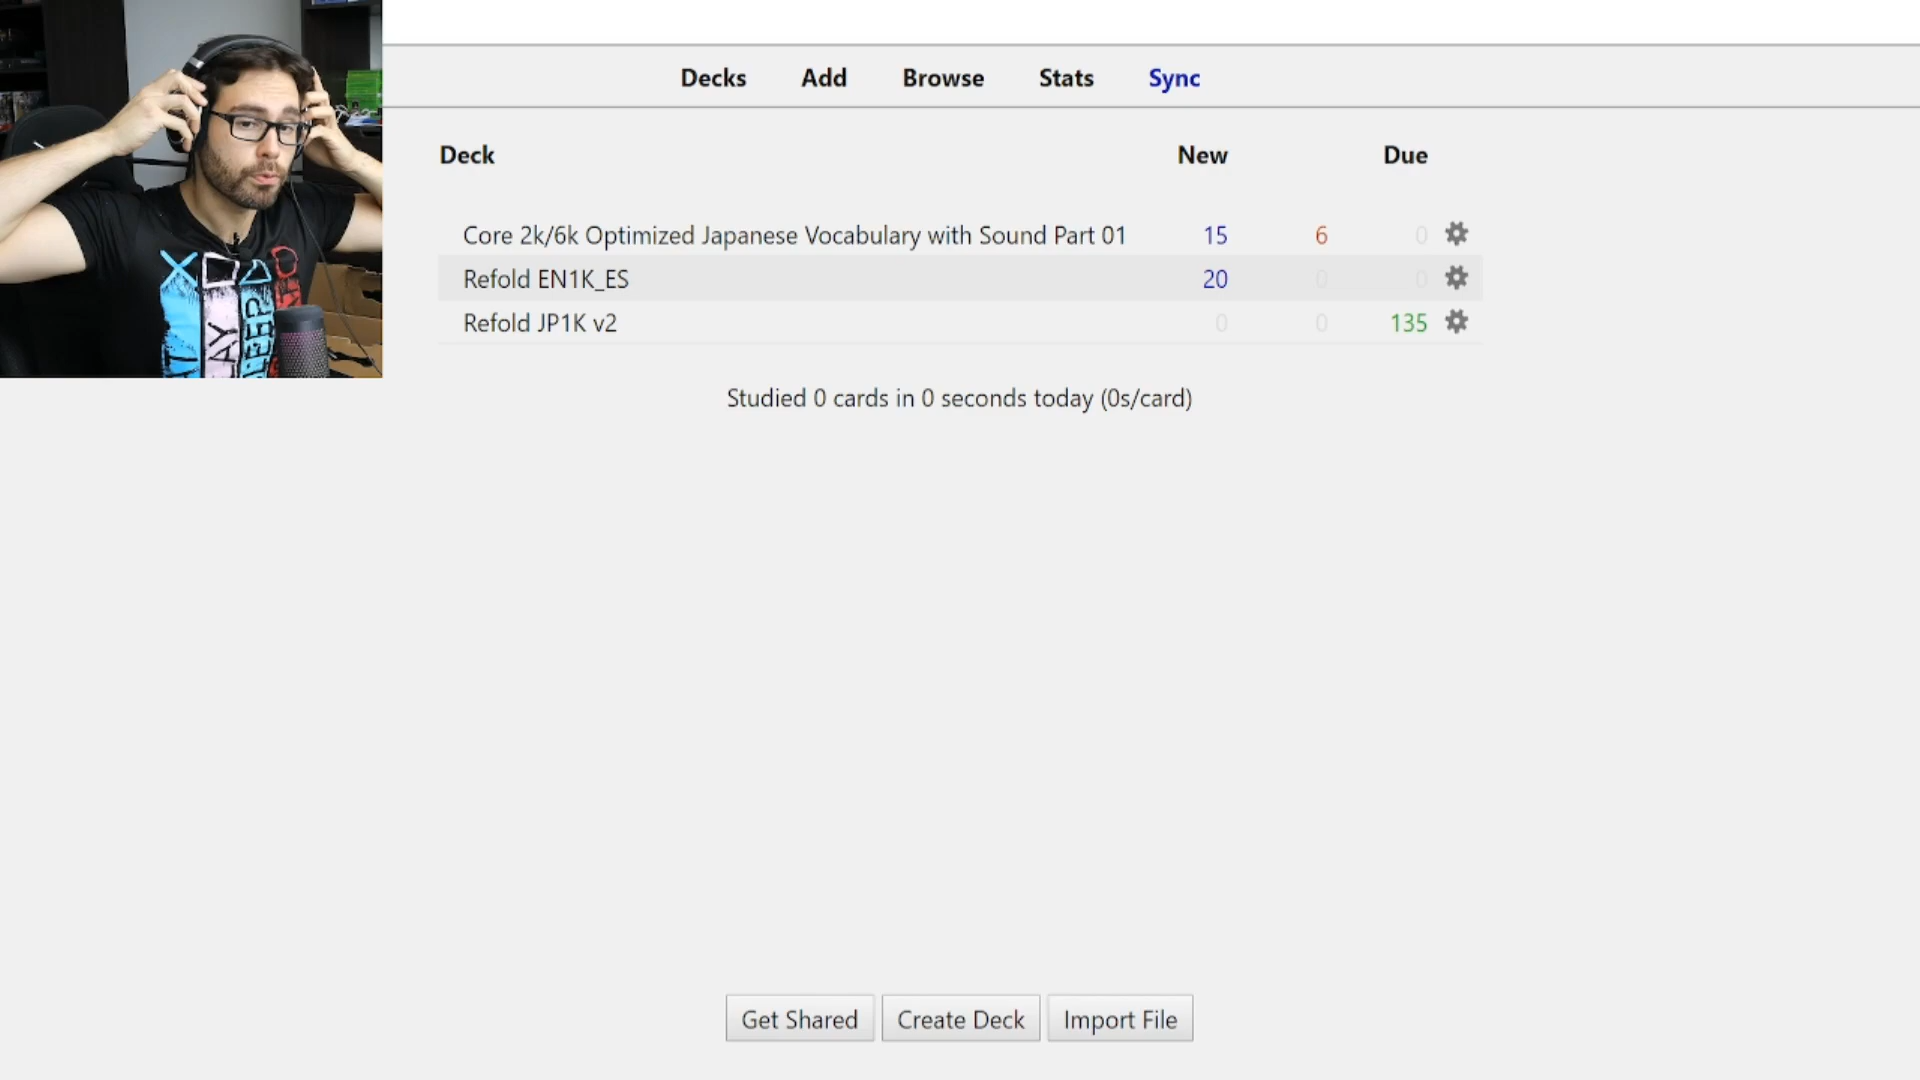 Decks Add Browse Stats Sync
Deck New Due
Core 2k/6k Optimized Japanese Vocabulary with Sound Part 01 15 6 0
Refold EN1K_ES 20 0 0
Refold JP1K v2 0 0 135
Studied 0 cards in 0 seconds today (0s/card)
Get Shared Create Deck Import File